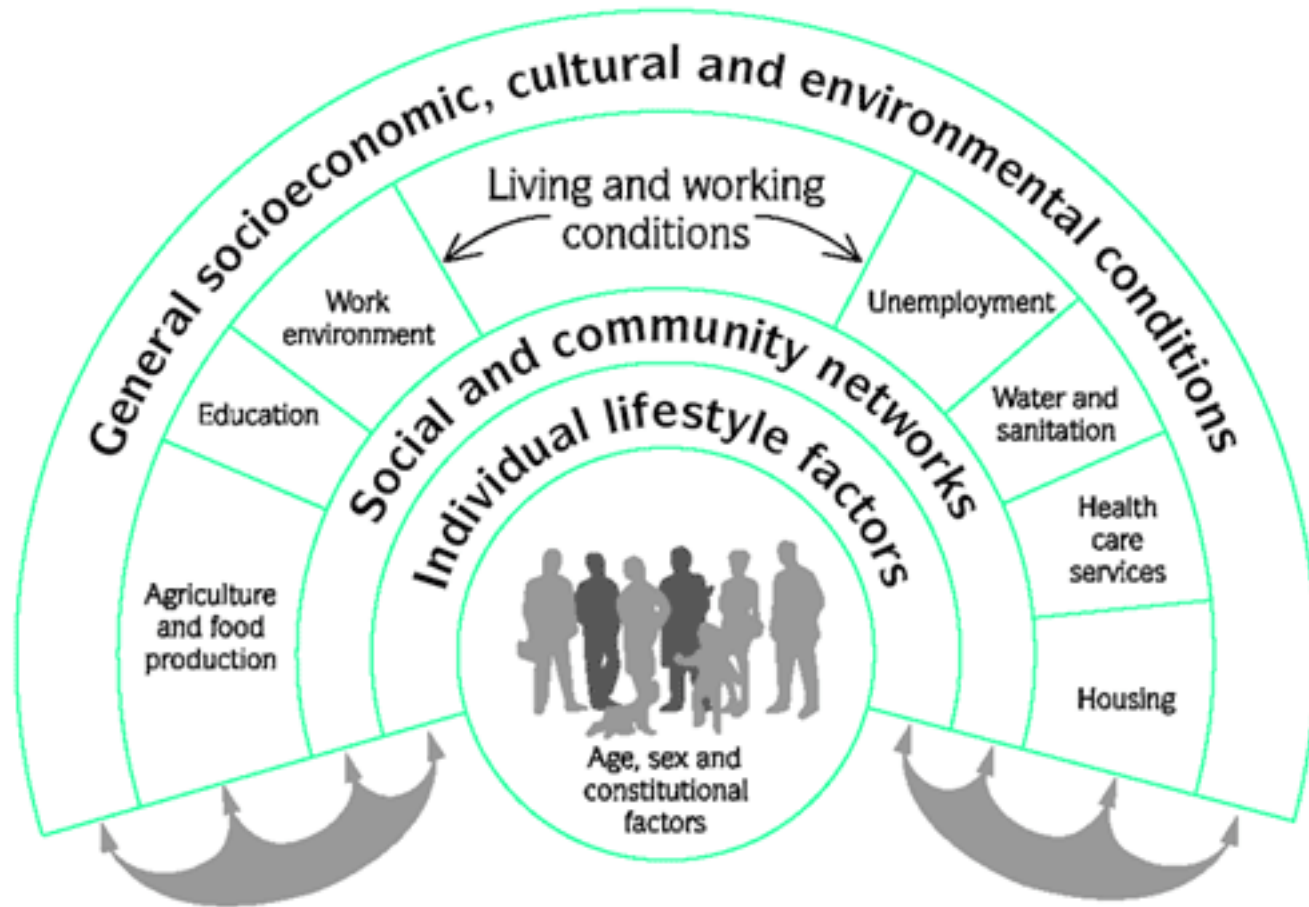 General socioeconomic, cultural and environmental conditions
Living and working
conditions
Work
environment
Education
Agriculture
and food
production
Unemployment
Water and
sanitation
Health
care
services
Housing
Social and community networks
Individual lifestyle factors
Age, sex and
constitutional
factors